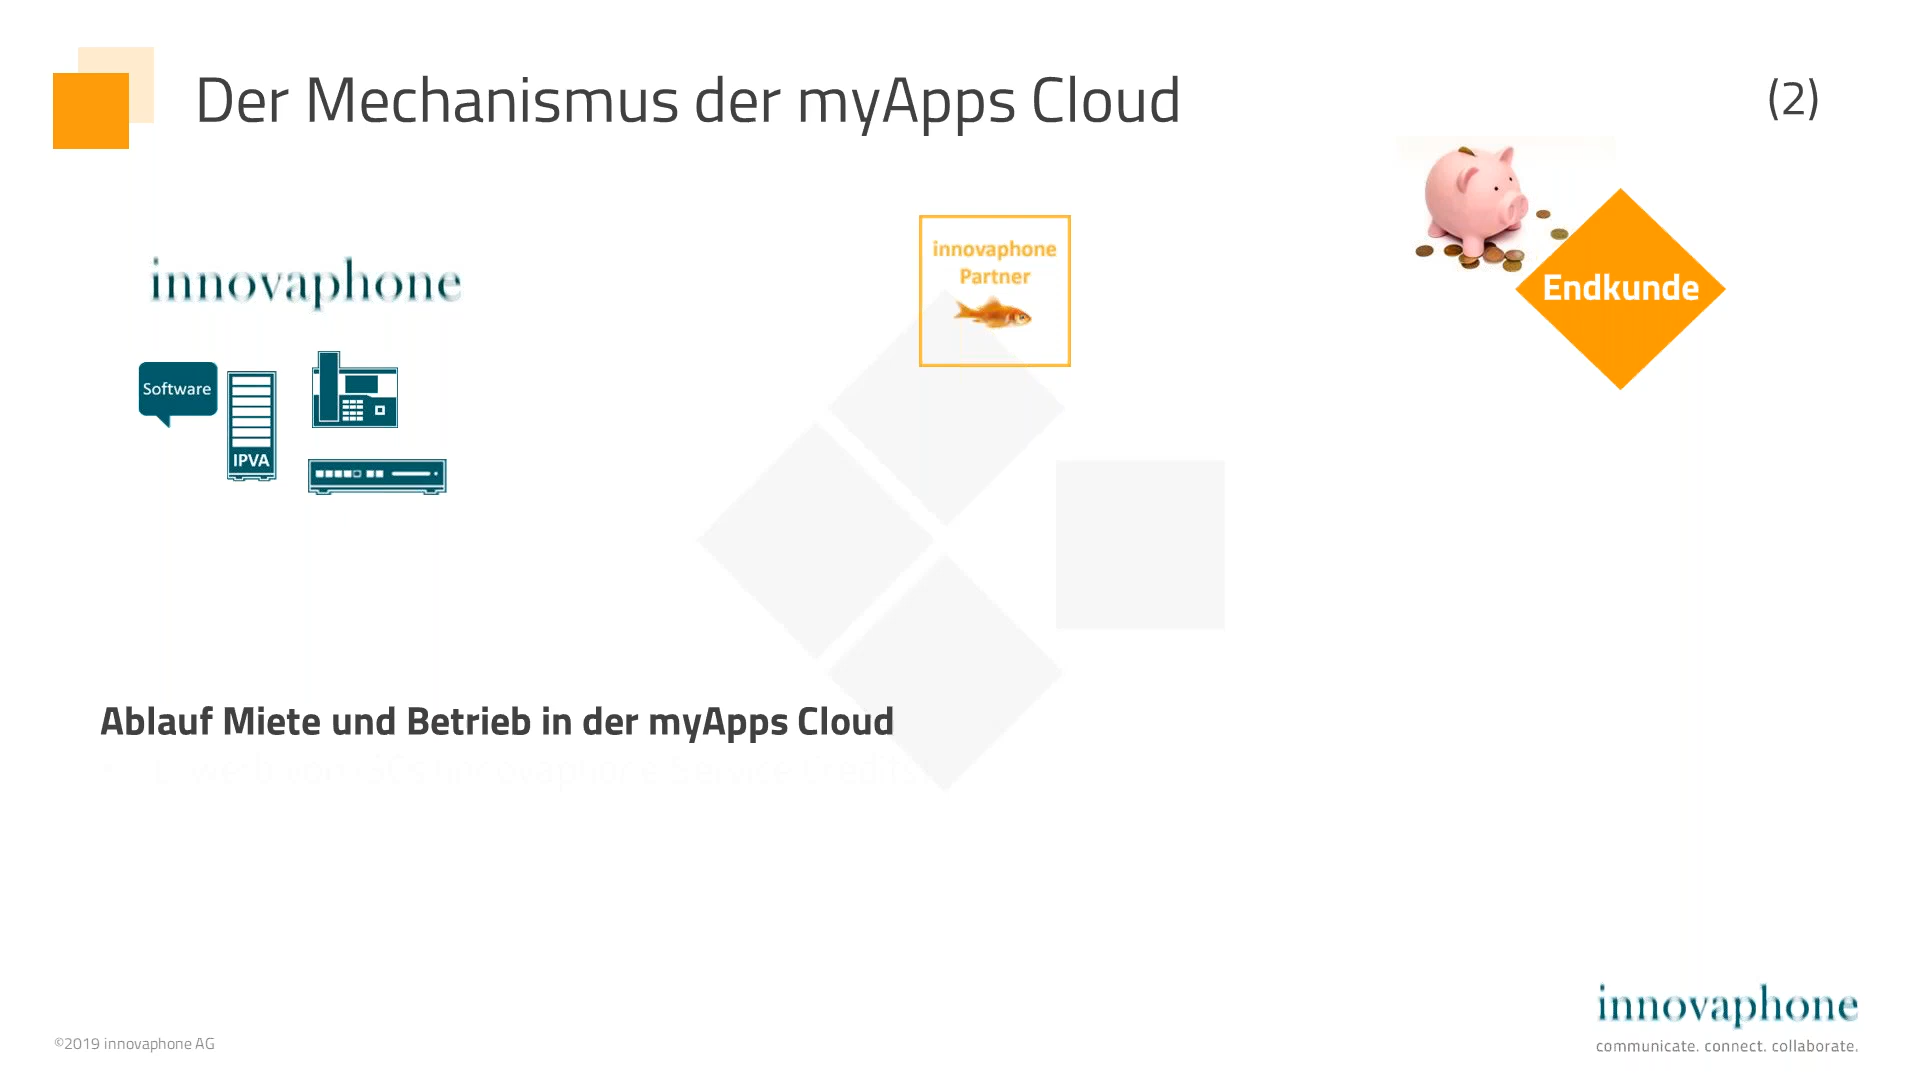 Der Mechanismus der myApps Cloud
(2)
innovaphone
innovaphone
Partner
Endkunde
Software
IPVA
Ablauf Miete und Betrieb in der myApps Cloud
©2019 innovaphone AG
innovaphone
communicate. connect. collaborate.